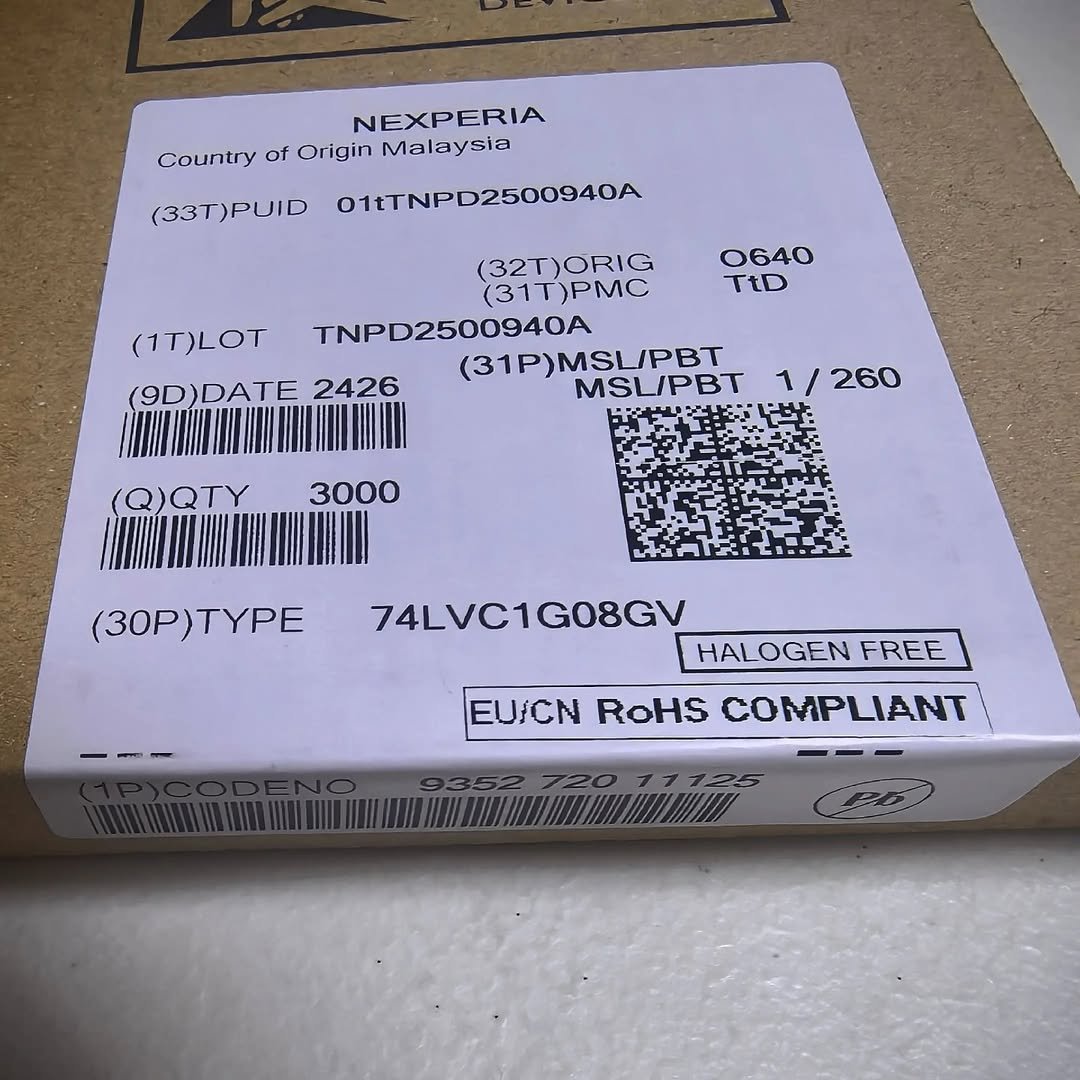 NEXPERIA
Country of Origin Malaysia
(33T)PUID 01tTNPD2500940A
(32T)ORIG O640
(31T)PMC TtD
(1T)LOT TNPD2500940A
(31P)MSL/PBT
(9D)DATE 2426
MSL/PBT 1/260
(Q)QTY 3000
(30P)TYPE 74LVC1G08GV
HALOGEN FREE
EU/CN RoHS COMPLIANT
(1P)CODENO 9352 720 11125
Pb